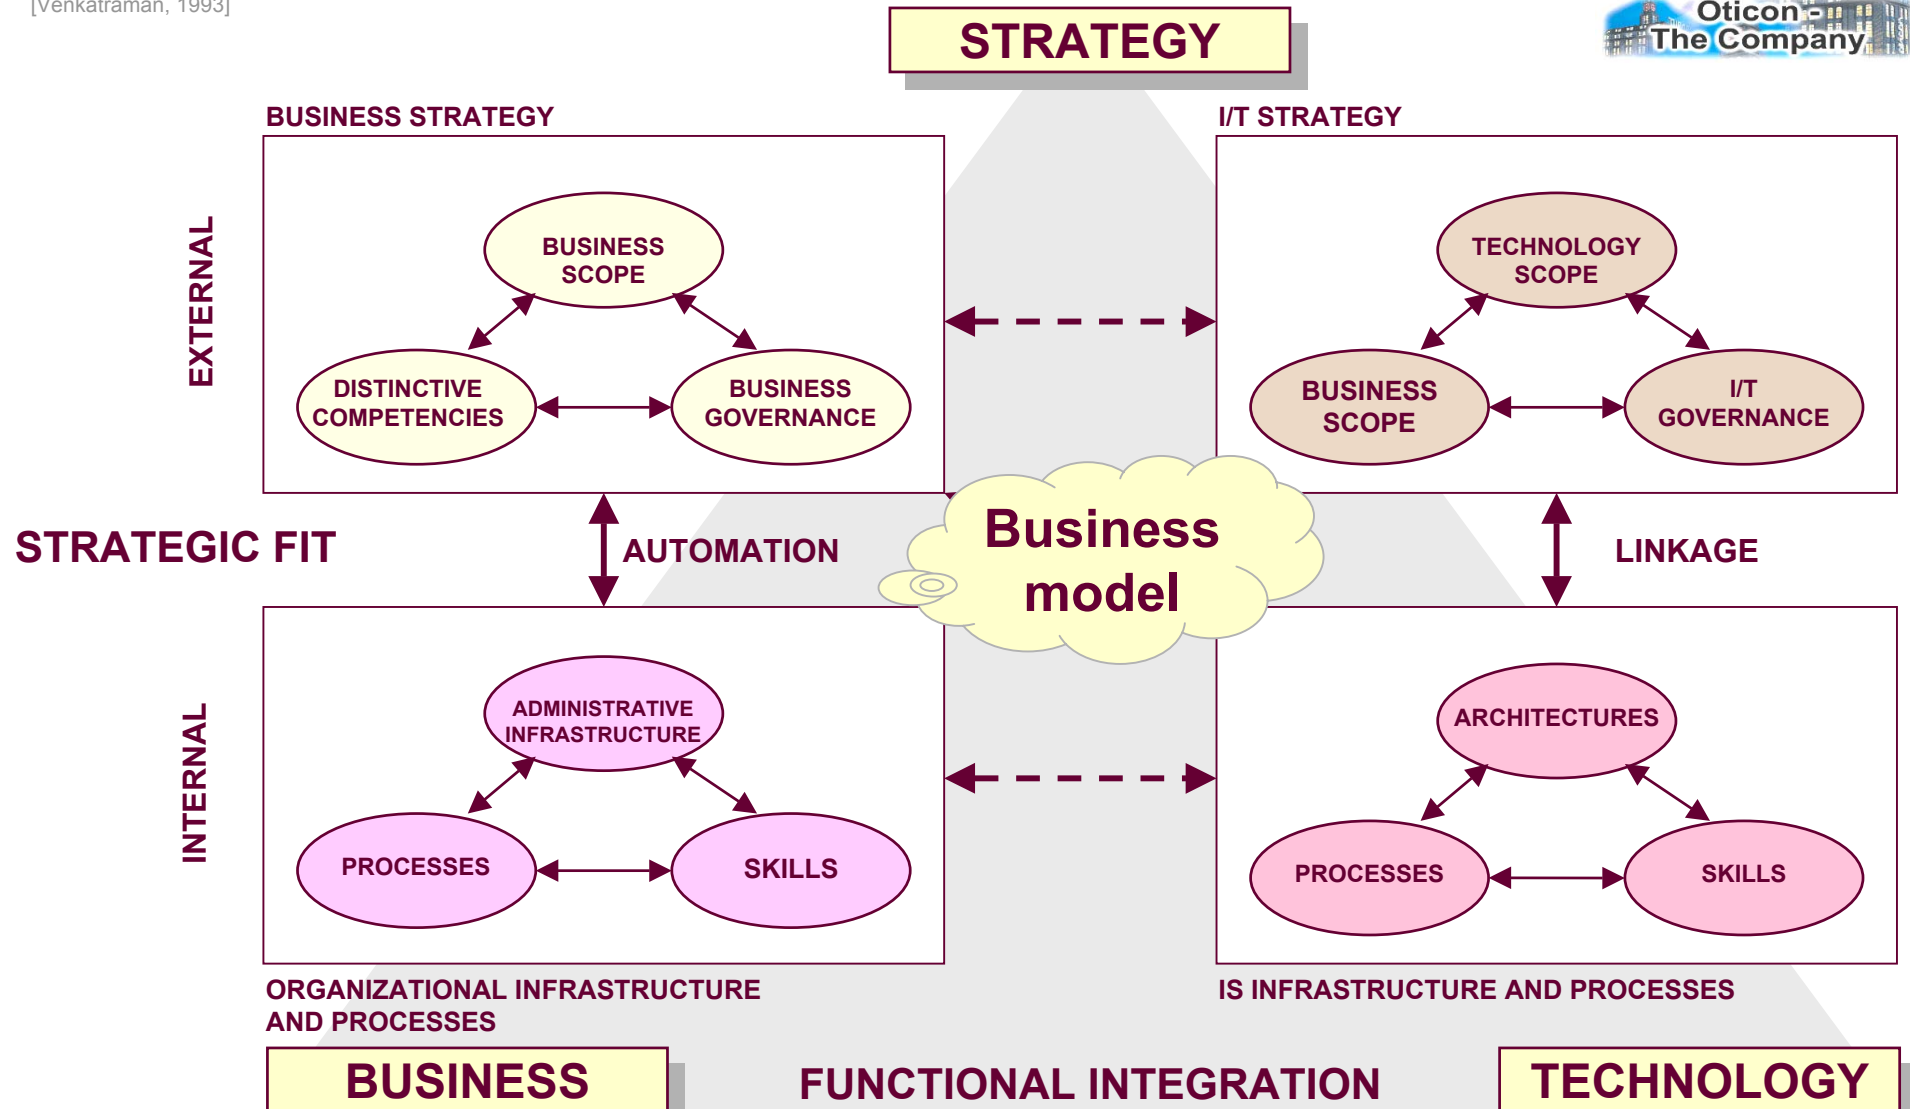 [Venkatraman, 1993]
STRATEGY
Oticon -
The Company
BUSINESS STRATEGY
I/T STRATEGY
EXTERNAL
BUSINESS
SCOPE
DISTINCTIVE
COMPETENCIES
BUSINESS
GOVERNANCE
TECHNOLOGY
SCOPE
BUSINESS
SCOPE
I/T
GOVERNANCE
STRATEGIC FIT
AUTOMATION
Business
model
LINKAGE
INTERNAL
ADMINISTRATIVE
INFRASTRUCTURE
PROCESSES
SKILLS
ARCHITECTURES
PROCESSES
SKILLS
ORGANIZATIONAL INFRASTRUCTURE
AND PROCESSES
IS INFRASTRUCTURE AND PROCESSES
BUSINESS
FUNCTIONAL INTEGRATION
TECHNOLOGY